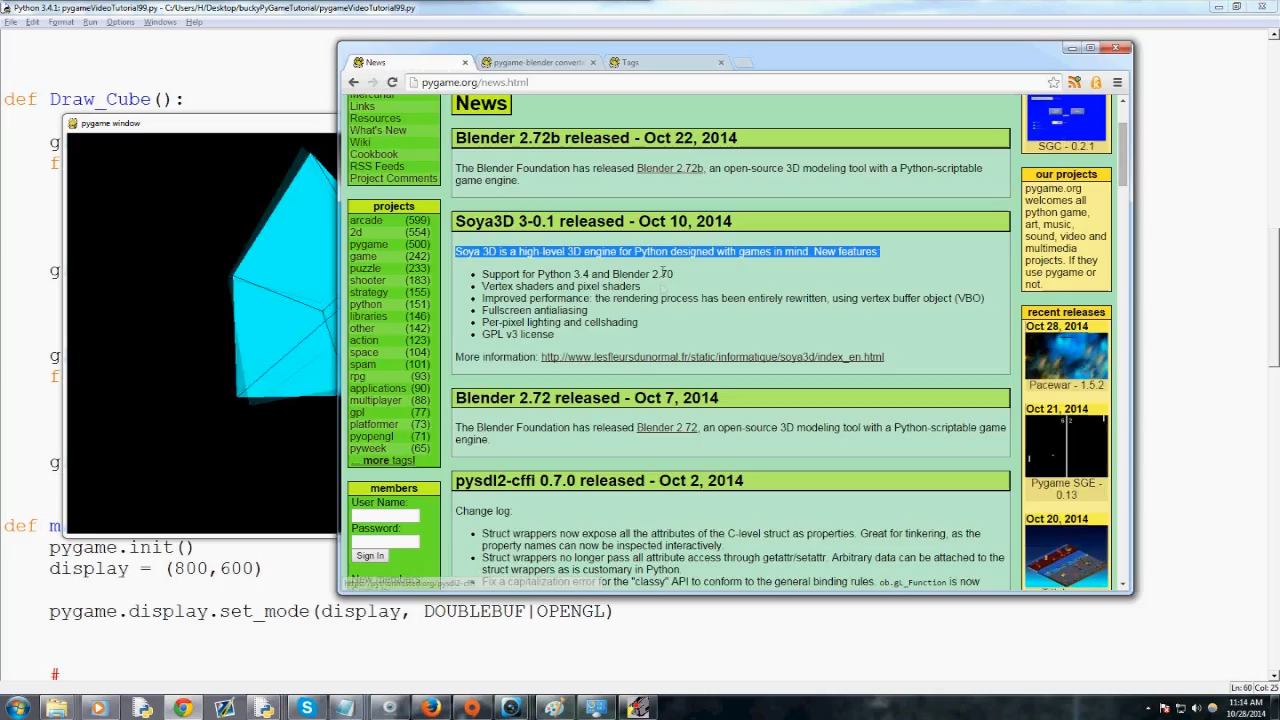 Python 3.4.1: pygameVideoTutorial99.py - C:/Users/H/Desktop/buckyPyGameTutorial/pygameVideoTutorial99.py
File Edit Format Run Options Windows Help
def Draw_Cube():
pygame window
def m
pygame.init()
display = (800,600)
pygame.display.set_mode(display, DOUBLEBUF|OPENGL)
#
Ln: 60 Col: 25
News
pygame-blender converte
Tags
pygame.org/news.html
Links
Resources
What's New
Wiki
Cookbook
RSS Feeds
Project Comments
projects
arcade (599)
2d (554)
pygame (500)
game (242)
puzzle (233)
shooter (183)
strategy (155)
python (151)
libraries (146)
other (142)
action (123)
space (104)
spam (101)
rpg (93)
applications (90)
multiplayer (88)
gpl (77)
platformer (73)
pyopengl (71)
pyweek (65)
... more tags!
members
User Name:
Password:
Sign In
News
Blender 2.72b released - Oct 22, 2014
The Blender Foundation has released Blender 2.72b, an open-source 3D modeling tool with a Python-scriptable
game engine.
Soya3D 3-0.1 released - Oct 10, 2014
Soya 3D is a high-level 3D engine for Python designed with games in mind. New features:
Support for Python 3.4 and Blender 2.70
Vertex shaders and pixel shaders
Improved performance: the rendering process has been entirely rewritten, using vertex buffer object (VBO)
Fullscreen antialiasing
Per-pixel lighting and cellshading
GPL v3 license
More information: http://www.lesfleursdunormal.fr/static/informatique/soya3d/index_en.html
Blender 2.72 released - Oct 7, 2014
The Blender Foundation has released Blender 2.72, an open-source 3D modeling tool with a Python-scriptable game
engine.
pysdl2-cffi 0.7.0 released - Oct 2, 2014
Change log:
Struct wrappers now expose all the attributes of the C-level struct as properties. Great for tinkering, as the
property names can now be inspected interactively.
Struct wrappers no longer pass all attribute access through getattr/setattr. Arbitrary data can be attached to the
struct wrappers as is customary in Python.
Fix a capitalization error for the "classy" API to conform to the general binding rules. ob.gl_Function is now
SGC - 0.2.1
our projects
pygame.org
welcomes all
python game,
art, music,
sound, video and
multimedia
projects. If they
use pygame or
not.
recent releases
Oct 28, 2014
Pacewar - 1.5.2
Oct 21, 2014
Pygame SGE -
0.13
Oct 20, 2014
11:14 AM
10/28/2014